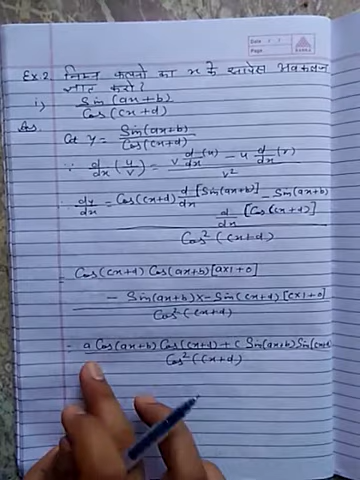 Date / /
Page
Ex.2 निम्न फलनो का x के सापेक्ष अवकलज
ज्ञात करो?
i) Sin(ax+b)
Cos(cx+d)
Ans.
let y = Sin(ax+b)
Cos(cx+d)
∵ d/dx (u/v) = v d/dx (u) - u d/dx (v)
v²
∴ dy/dx = Cos(cx+d) d/dx [Sin(ax+b)] - Sin(ax+b)
d/dx [Cos(cx+d)]
Cos² (cx+d)
= Cos(cx+d) Cos(ax+b) [ax1+0]
- Sin(ax+b) x - Sin(cx+d) [cx1+0]
Cos² (cx+d)
= a Cos(ax+b) Cos(cx+d) + c Sin(ax+b) Sin(cx+d)
Cos² (cx+d)